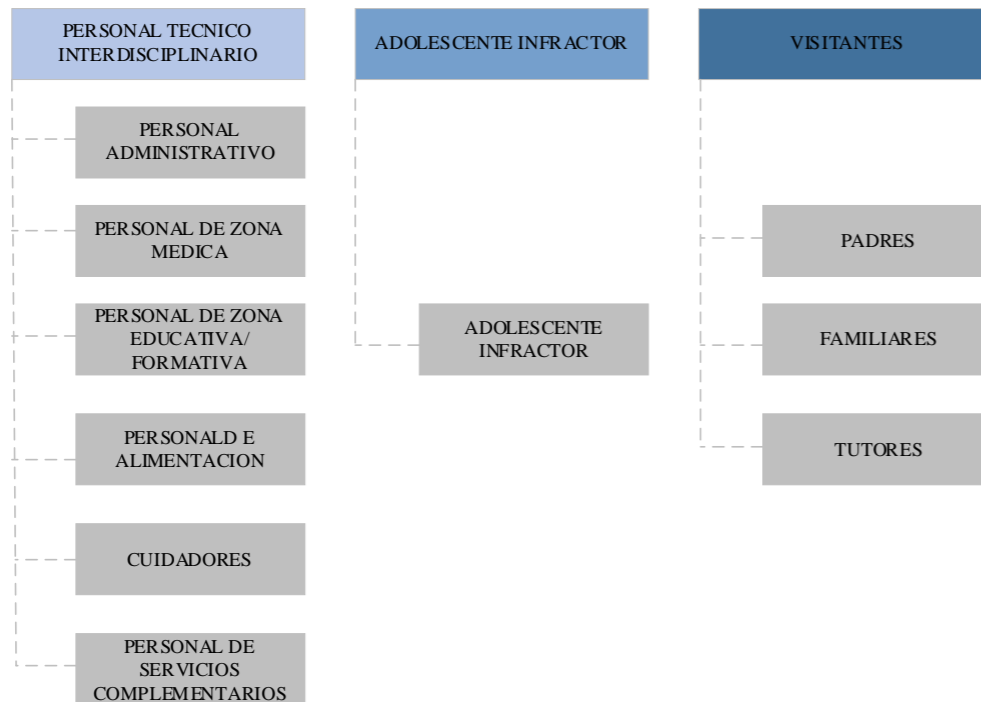 PERSONAL TECNICO
INTERDISCIPLINARIO
PERSONAL
ADMINISTRATIVO
PERSONAL DE ZONA
MEDICA
PERSONAL DE ZONA
EDUCATIVA/
FORMATIVA
PERSONALD E
ALIMENTACION
CUIDADORES
PERSONAL DE
SERVICIOS
COMPLEMENTARIOS
ADOLESCENTE INFRACTOR
ADOLESCENTE
INFRACTOR
VISITANTES
PADRES
FAMILIARES
TUTORES